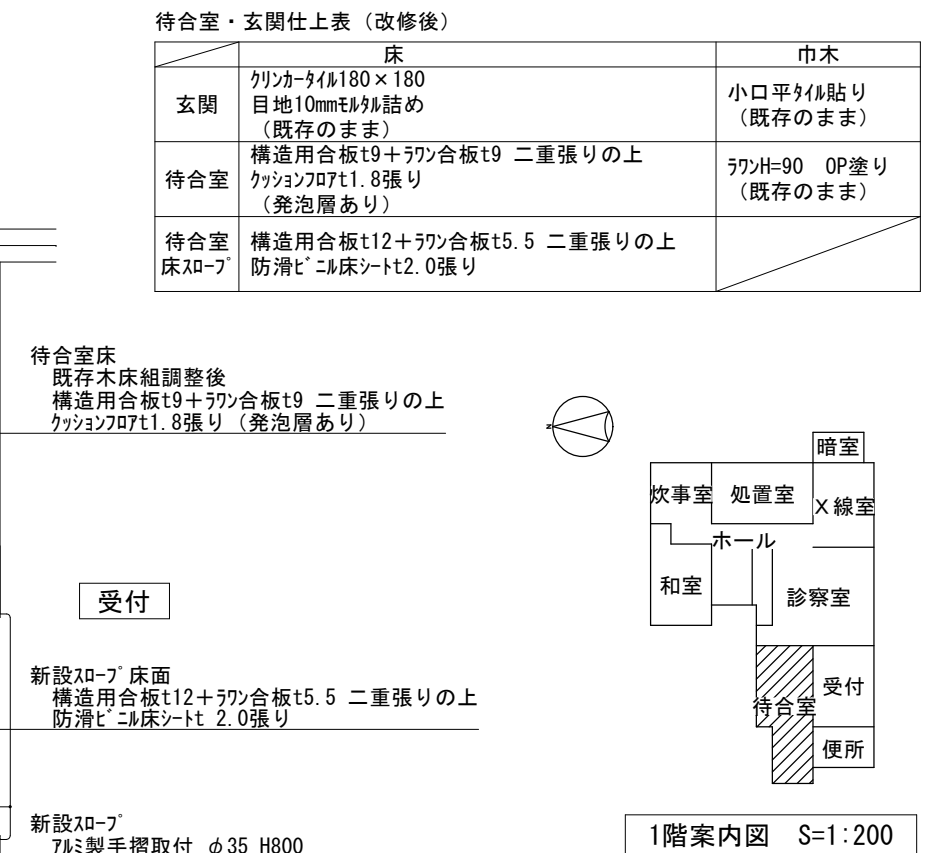 待合室・玄関仕上表（改修後）
床 巾木
玄関
クリンカータイル180×180
目地10mmモルタル詰め
（既存のまま）
小口平タイル貼り
（既存のまま）
待合室
構造用合板t9＋ラワン合板t9 二重張りの上
クッションフロアt1.8張り
（発泡層あり）
ラワンH=90 OP塗り
（既存のまま）
待合室
床スロープ
構造用合板t12＋ラワン合板t5.5 二重張りの上
防滑ビニル床シートt2.0張り
待合室床
既存木床組調整後
構造用合板t9＋ラワン合板t9 二重張りの上
クッションフロアt1.8張り（発泡層あり）
受付
新設スロープ床面
構造用合板t12＋ラワン合板t5.5 二重張りの上
防滑ビニル床シートt 2.0張り
新設スロープ
アルミ製手摺取付 φ35 H800
N
暗室
炊事室
処置室
X線室
ホール
和室
診察室
受付
待合室
便所
1階案内図 S=1:200